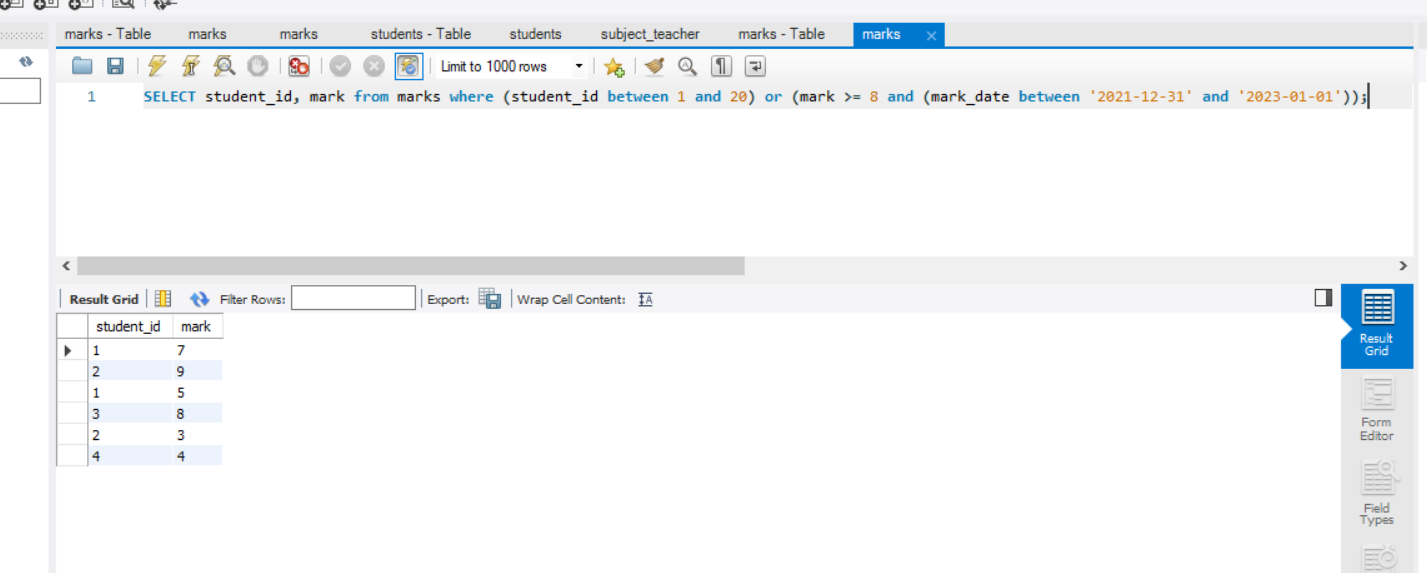 marks - Table marks marks students - Table students subject_teacher marks - Table marks
Limit to 1000 rows
1 SELECT student_id, mark from marks where (student_id between 1 and 20) or (mark >= 8 and (mark_date between '2021-12-31' and '2023-01-01'));
Result Grid Filter Rows: Export: Wrap Cell Content: IA
student_id mark
1 7
2 9
1 5
3 8
2 3
4 4
Result
Grid
Form
Editor
Field
Types